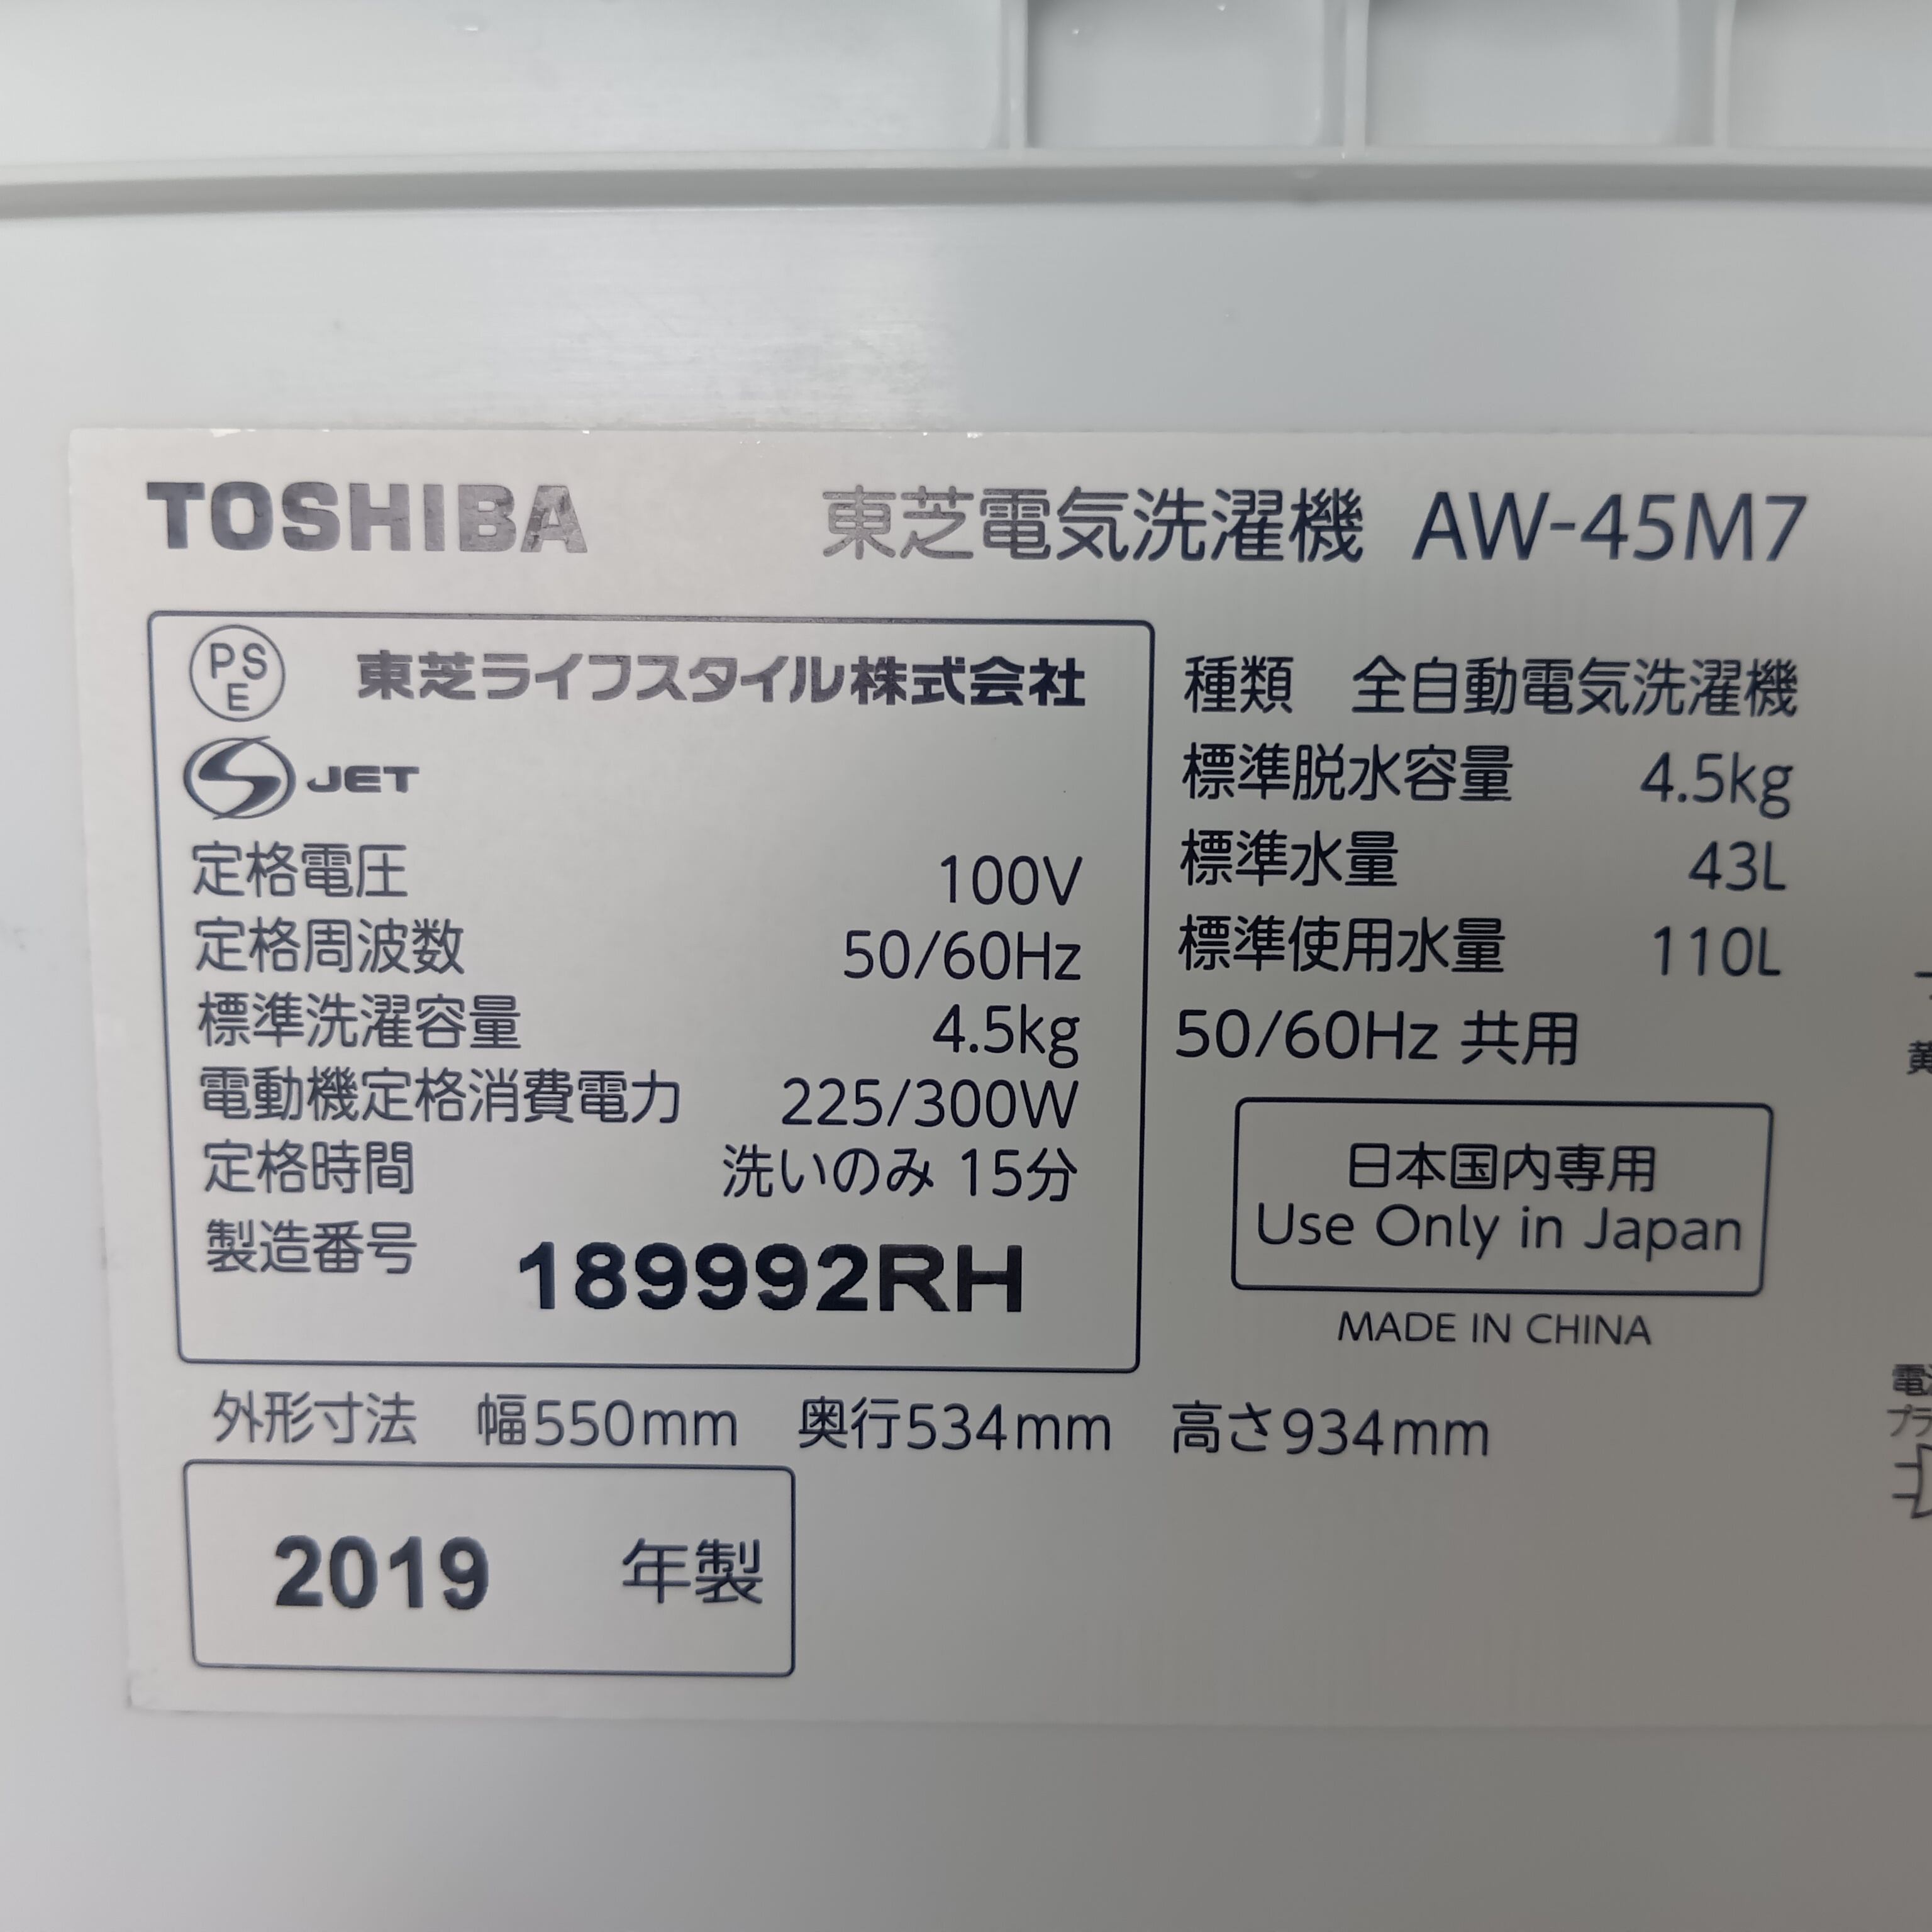 TOSHIBA 東芝電気洗濯機 AW-45M7
PSE 東芝ライフスタイル株式会社
S JET
定格電圧 100V
定格周波数 50/60Hz
標準洗濯容量 4.5kg
電動機定格消費電力 225/300W
定格時間 洗いのみ 15分
製造番号 189992RH
種類 全自動電気洗濯機
標準脱水容量 4.5kg
標準水量 43L
標準使用水量 110L
50/60Hz 共用
日本国内専用
Use Only in Japan
MADE IN CHINA
外形寸法 幅550mm 奥行534mm 高さ934mm
2019 年製